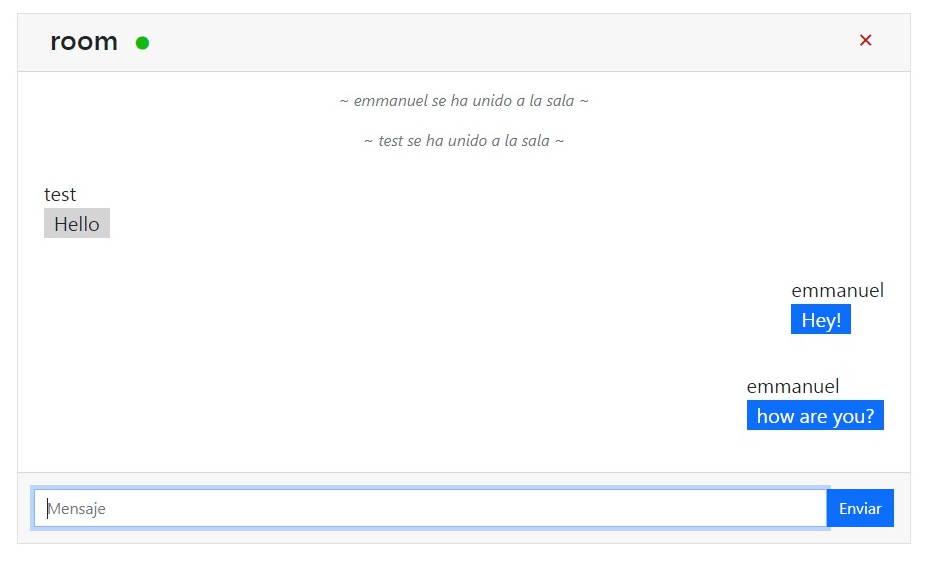 room
~ emmanuel se ha unido a la sala ~
~ test se ha unido a la sala ~
test
Hello
emmanuel
Hey!
emmanuel
how are you?
Mensaje
Enviar